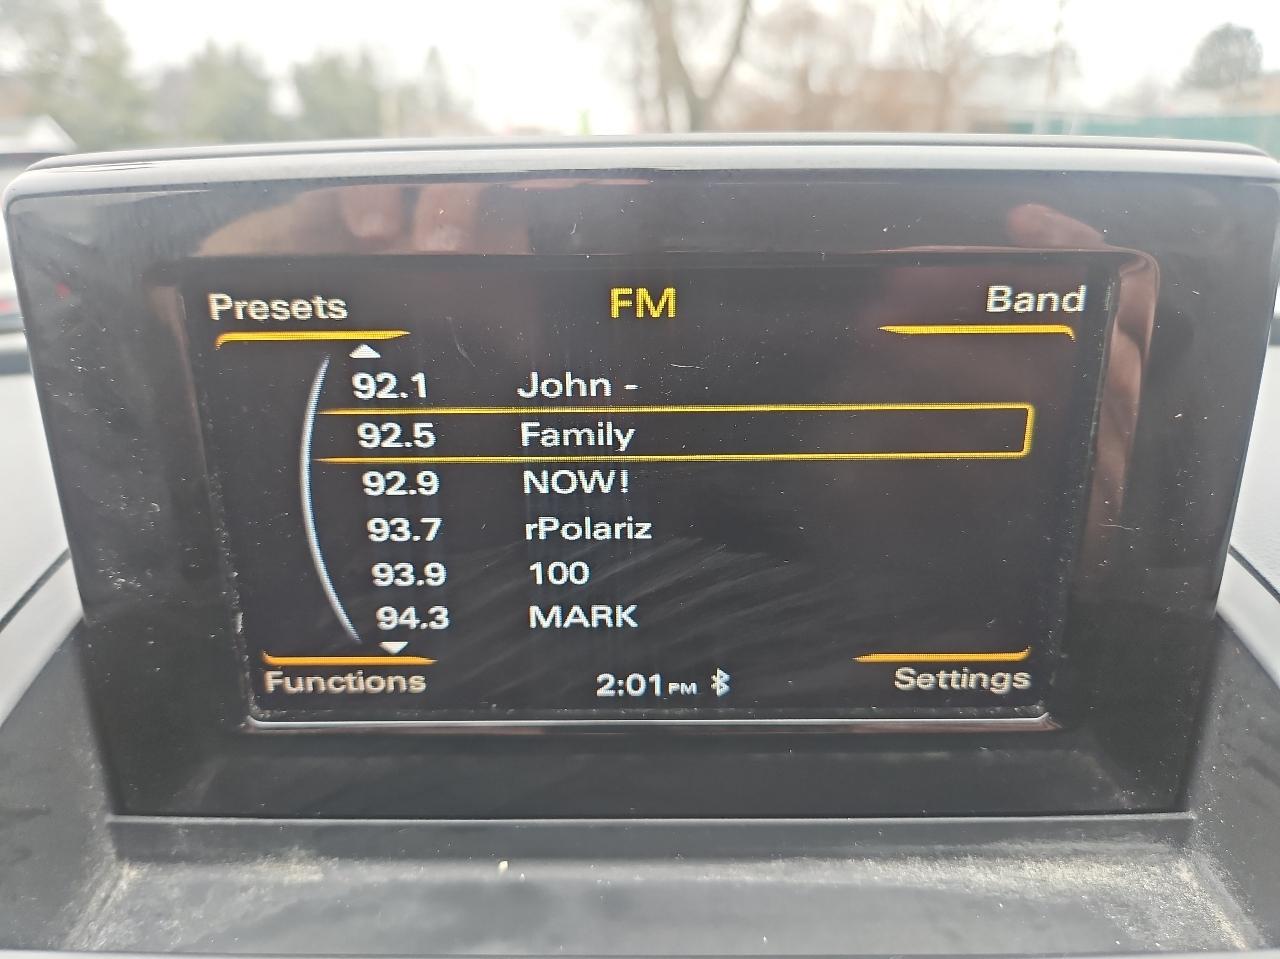 Presets FM Band
92.1 John -
92.5 Family
92.9 NOW!
93.7 rPolariz
93.9 100
94.3 MARK
Functions 2:01 PM Settings